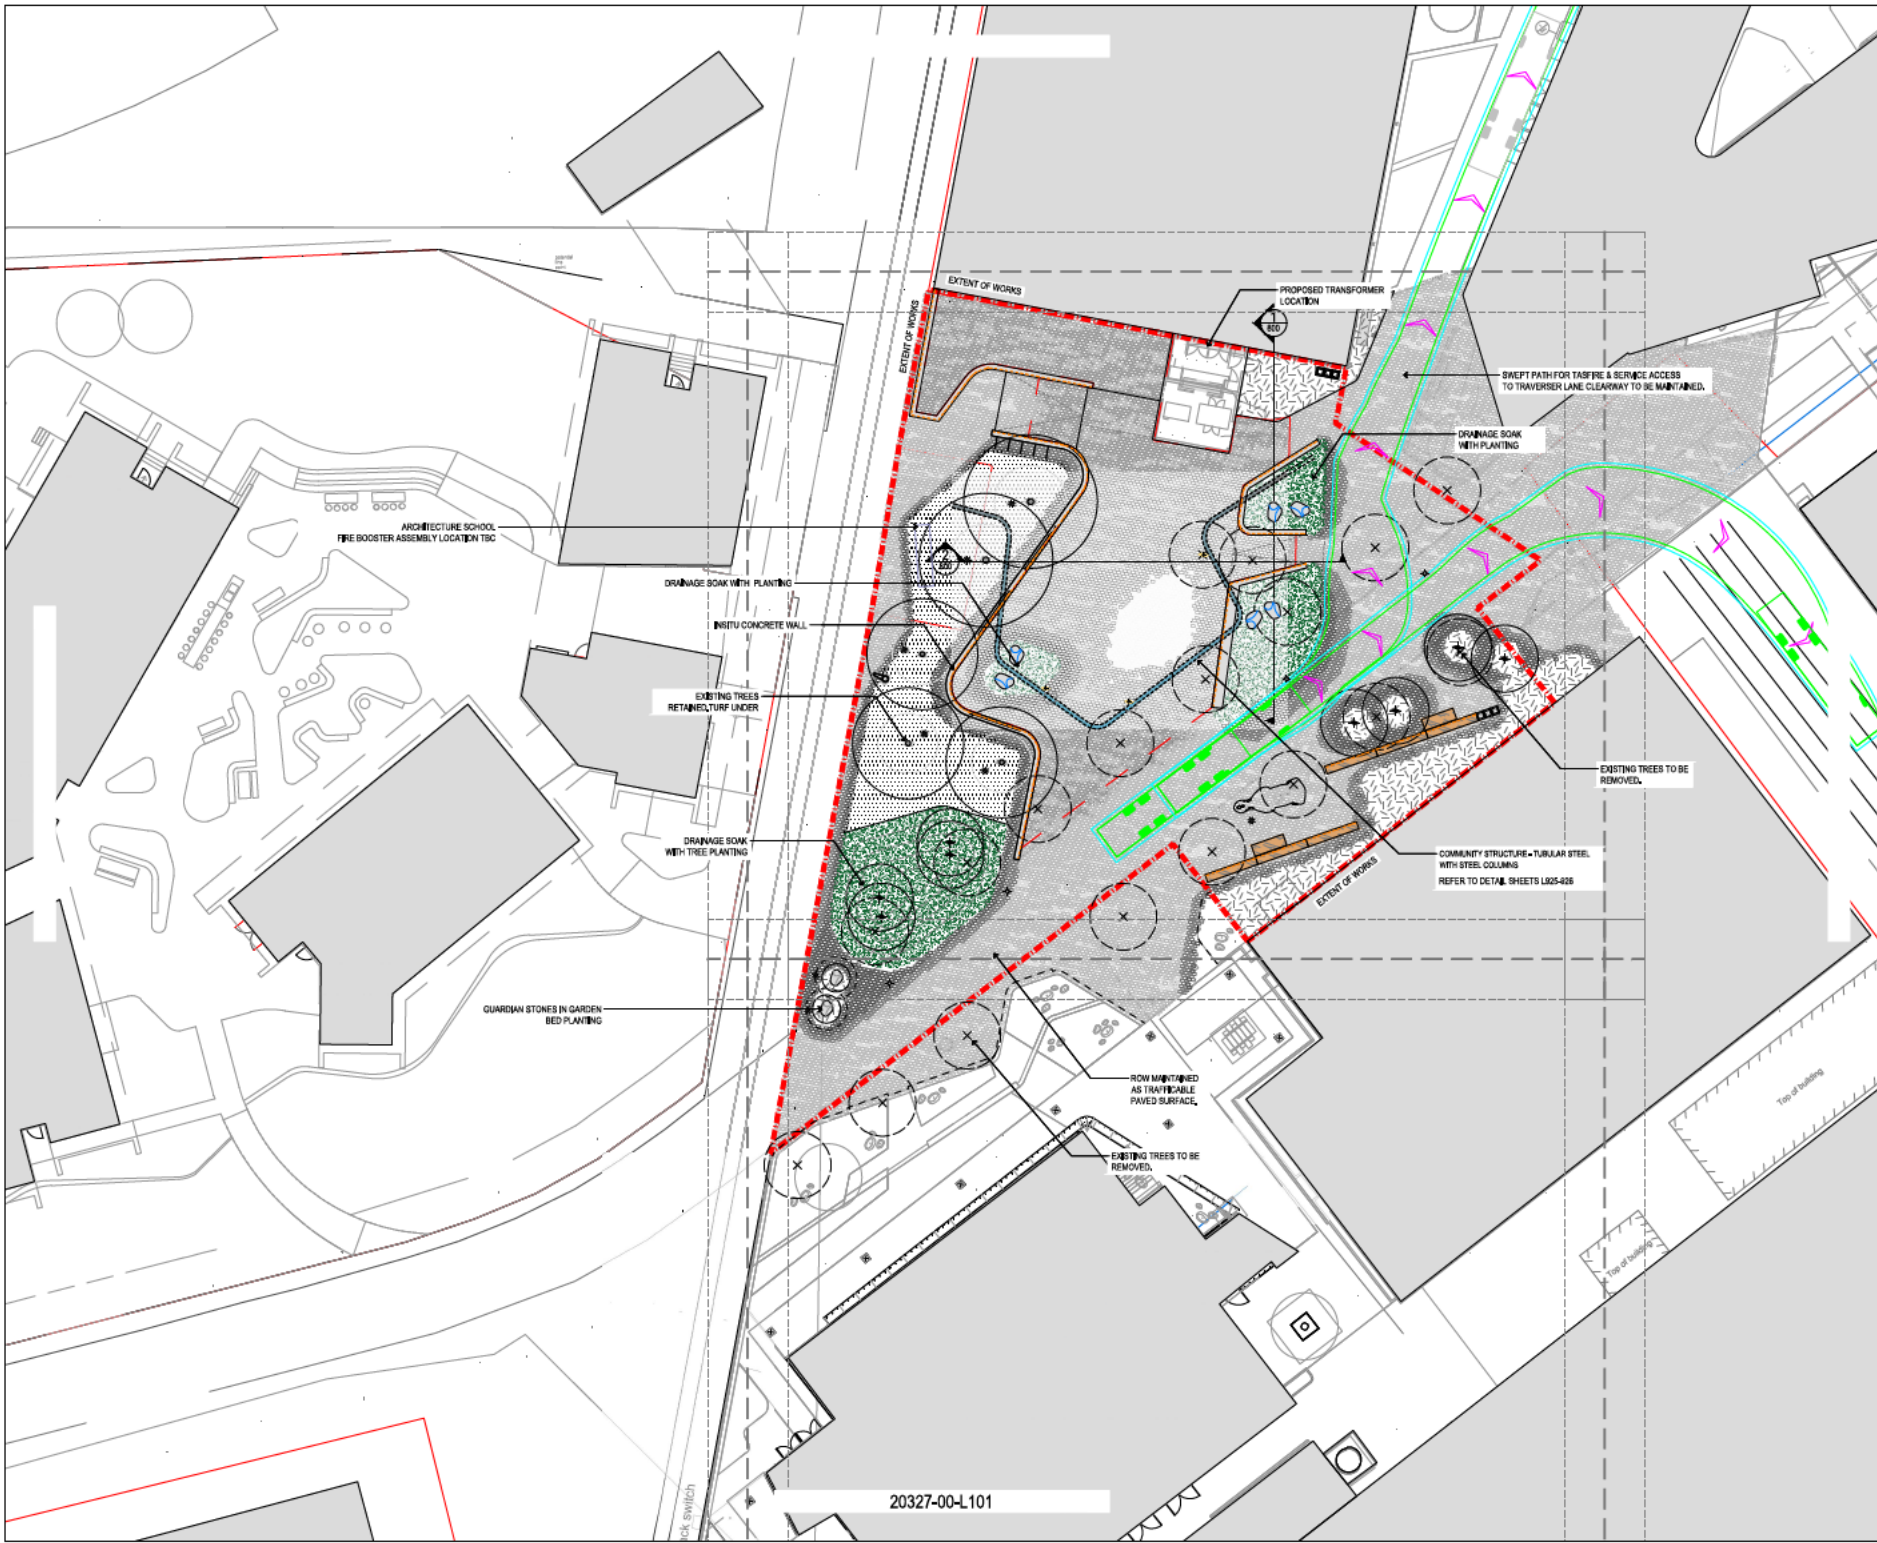 EXTENT OF WORKS
EXTENT OF WORKS
PROPOSED TRANSFORMER
LOCATION
1
800
SWEPT PATH FOR TASFIRE & SERVICE ACCESS
TO TRAVERSER LANE CLEARWAY TO BE MAINTAINED.
DRAINAGE SOAK
WITH PLANTING
ARCHITECTURE SCHOOL
FIRE BOOSTER ASSEMBLY LOCATION TBC
DRAINAGE SOAK WITH PLANTING
INSITU CONCRETE WALL
EXISTING TREES
RETAINED, TURF UNDER
EXISTING TREES TO BE
REMOVED.
DRAINAGE SOAK
WITH TREE PLANTING
COMMUNITY STRUCTURE - TUBULAR STEEL
WITH STEEL COLUMNS
REFER TO DETAIL SHEETS L925-926
EXTENT OF WORKS
GUARDIAN STONES IN GARDEN
BED PLANTING
ROW MAINTAINED
AS TRAFFICABLE
PAVED SURFACE.
EXISTING TREES TO BE
REMOVED.
Top of building
Top of building
ck switch
20327-00-L101